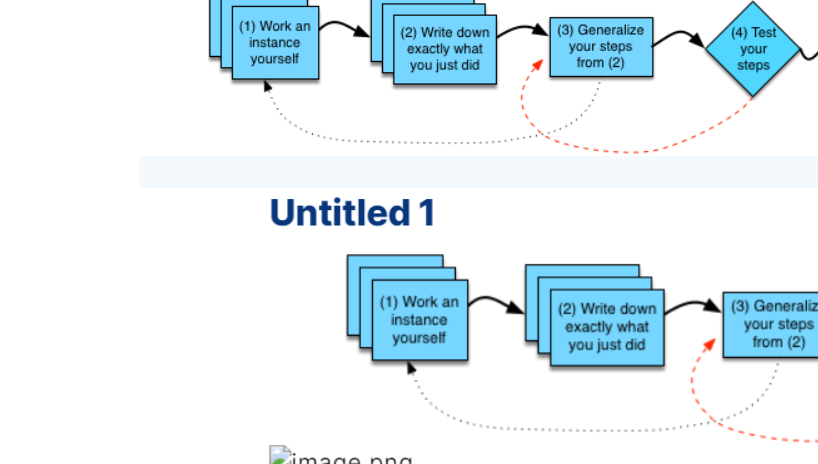 (1) Work an
instance
yourself
(2) Write down
exactly what
you just did
(3) Generalize
your steps
from (2)
(4) Test
your
steps
Untitled 1
(1) Work an
instance
yourself
(2) Write down
exactly what
you just did
(3) Generaliz
your steps
from (2)
image.png